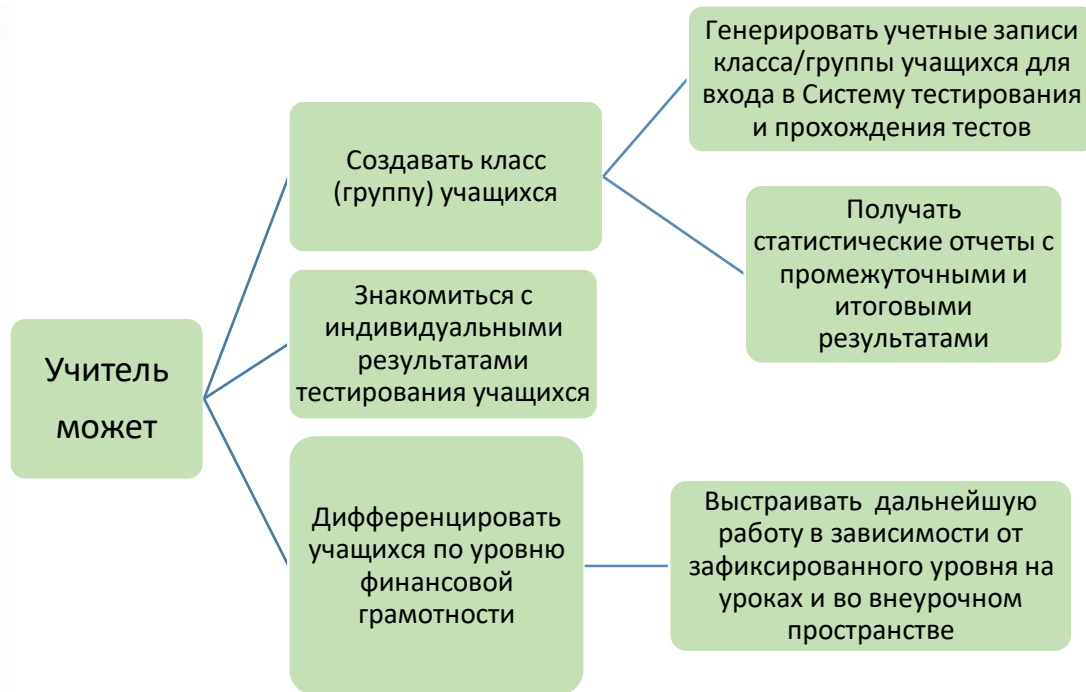 Учитель
может
Создавать класс
(группу) учащихся
Генерировать учетные записи
класса/группы учащихся для
входа в Систему тестирования
и прохождения тестов
Получать
статистические отчеты с
промежуточными и
итоговыми
результатами
Знакомиться с
индивидуальными
результатами
тестирования учащихся
Дифференцировать
учащихся по уровню
финансовой
грамотности
Выстраивать дальнейшую
работу в зависимости от
зафиксированного уровня на
уроках и во внеурочном
пространстве